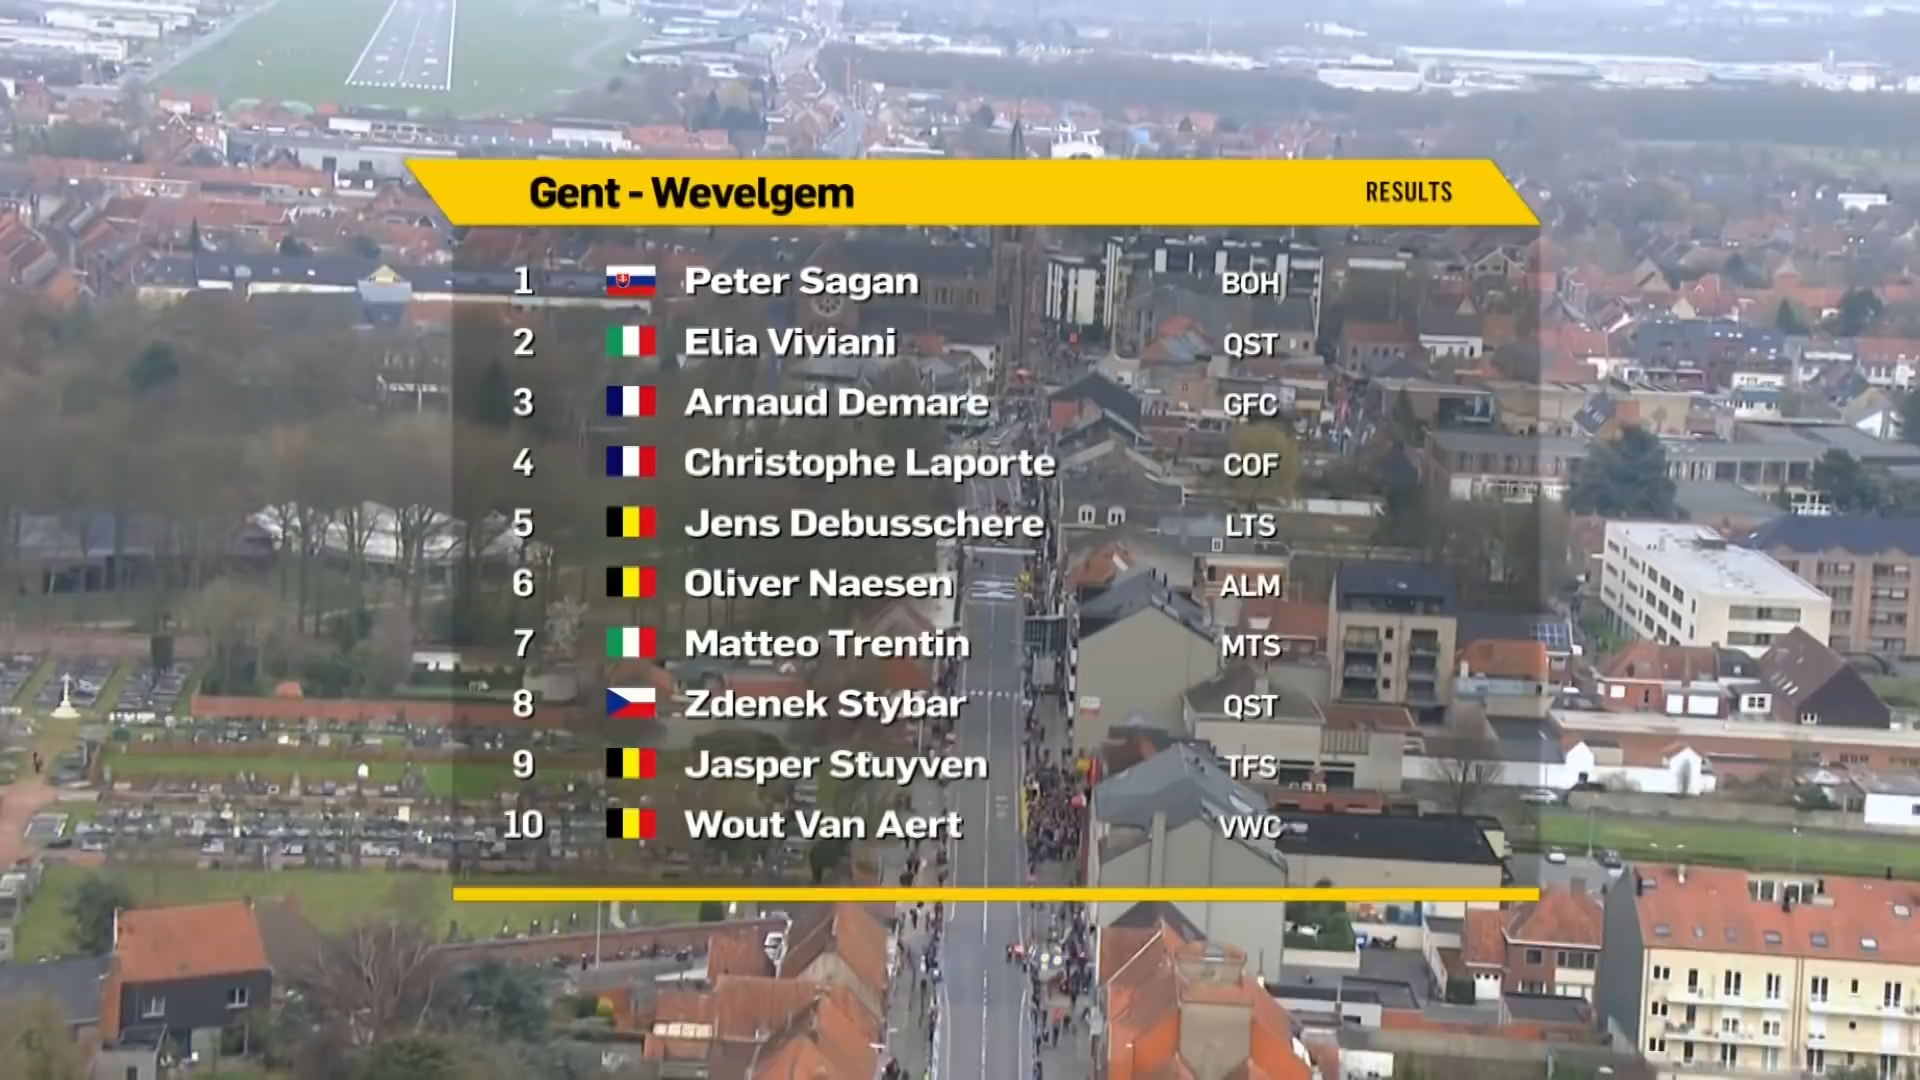 Gent - Wevelgem RESULTS
1 Peter Sagan BOH
2 Elia Viviani QST
3 Arnaud Demare GFC
4 Christophe Laporte COF
5 Jens Debusschere LTS
6 Oliver Naesen ALM
7 Matteo Trentin MTS
8 Zdenek Stybar QST
9 Jasper Stuyven TFS
10 Wout Van Aert VWC